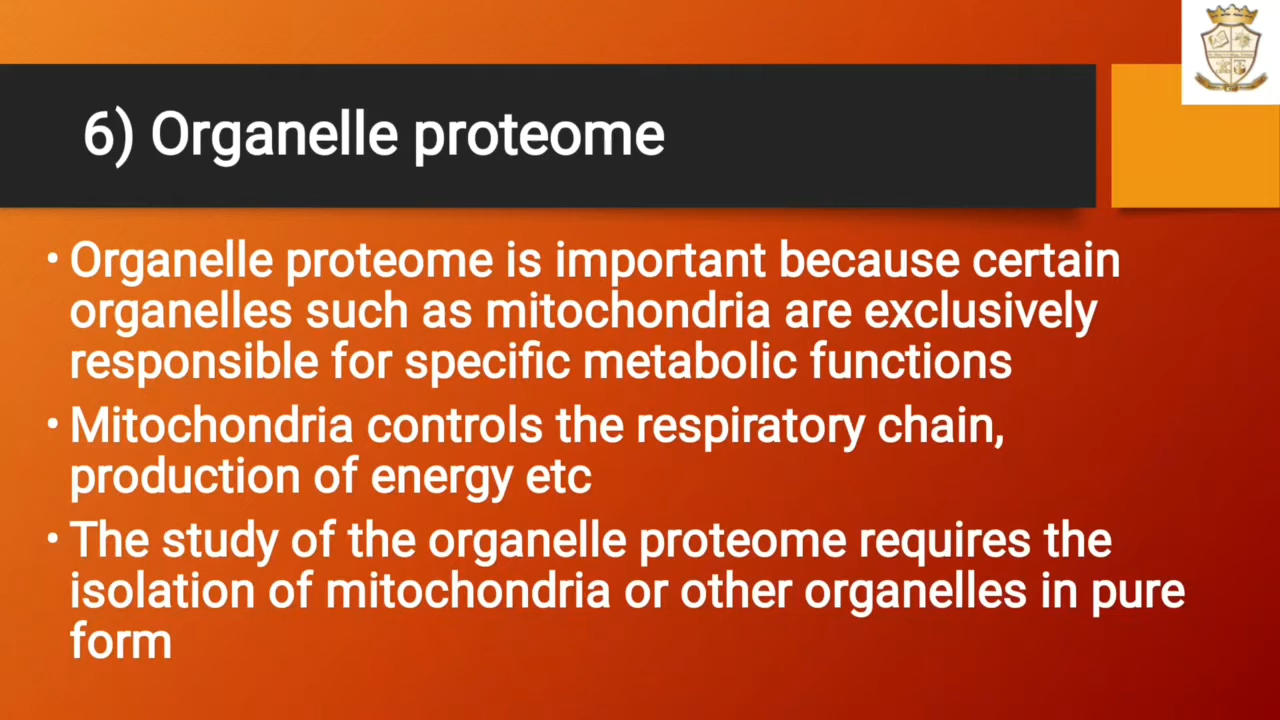 6) Organelle proteome
• Organelle proteome is important because certain
organelles such as mitochondria are exclusively
responsible for specific metabolic functions
• Mitochondria controls the respiratory chain,
production of energy etc
• The study of the organelle proteome requires the
isolation of mitochondria or other organelles in pure
form